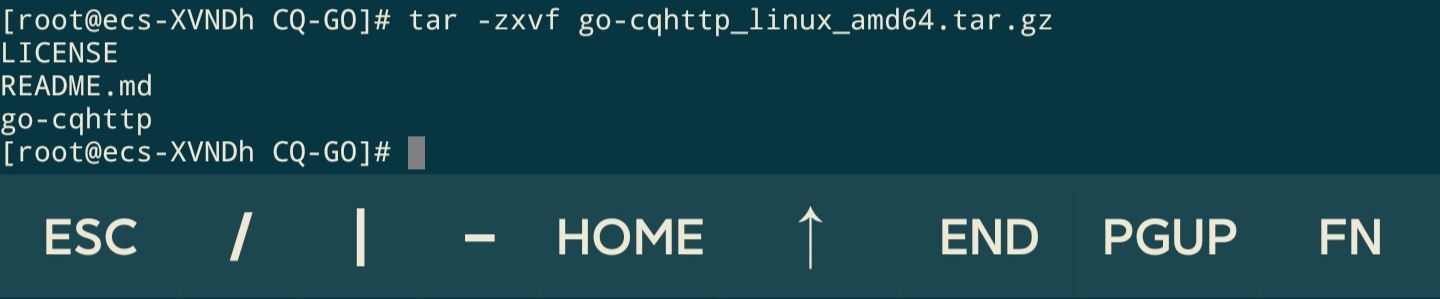 [root@ecs-XVNDh CQ-GO]# tar -zxvf go-cqhttp_linux_amd64.tar.gz
LICENSE
README.md
go-cqhttp
[root@ecs-XVNDh CQ-GO]#
ESC / | − HOME ↑ END PGUP FN